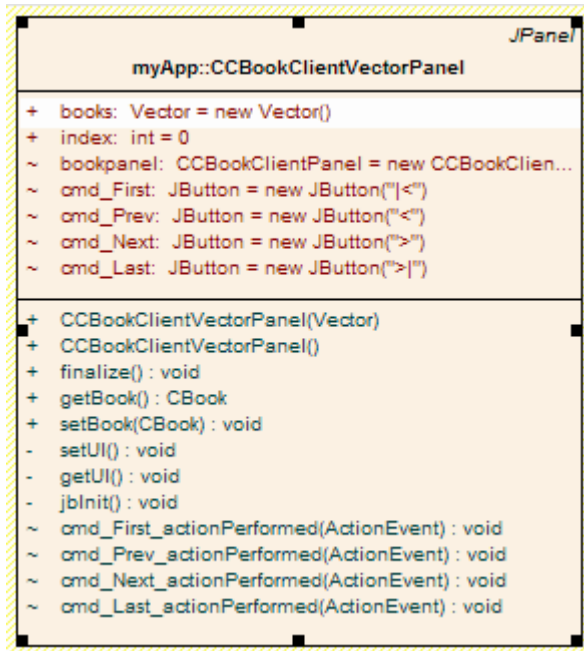 JPanel
myApp::CCBookClientVectorPanel
+ books: Vector = new Vector()
+ index: int = 0
~ bookpanel: CCBookClientPanel = new CCBookClien...
~ cmd_First: JButton = new JButton("|<")
~ cmd_Prev: JButton = new JButton("<")
~ cmd_Next: JButton = new JButton(">")
~ cmd_Last: JButton = new JButton(">|")
+ CCBookClientVectorPanel(Vector)
+ CCBookClientVectorPanel()
+ finalize() : void
+ getBook() : CBook
+ setBook(CBook) : void
- setUI() : void
- getUI() : void
- jbInit() : void
~ cmd_First_actionPerformed(ActionEvent) : void
~ cmd_Prev_actionPerformed(ActionEvent) : void
~ cmd_Next_actionPerformed(ActionEvent) : void
~ cmd_Last_actionPerformed(ActionEvent) : void